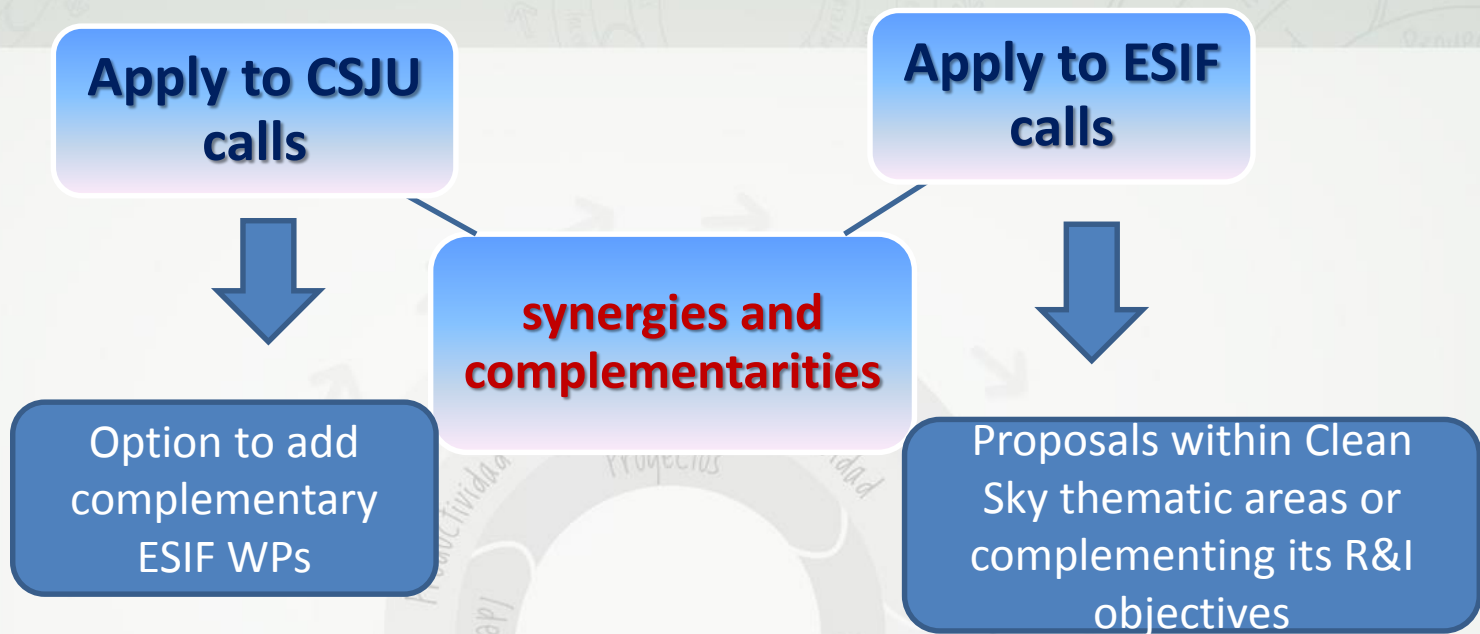 Apply to CSJU
calls
Apply to ESIF
calls
synergies and
complementarities
Option to add
complementary
ESIF WPs
Proposals within Clean
Sky thematic areas or
complementing its R&I
objectives